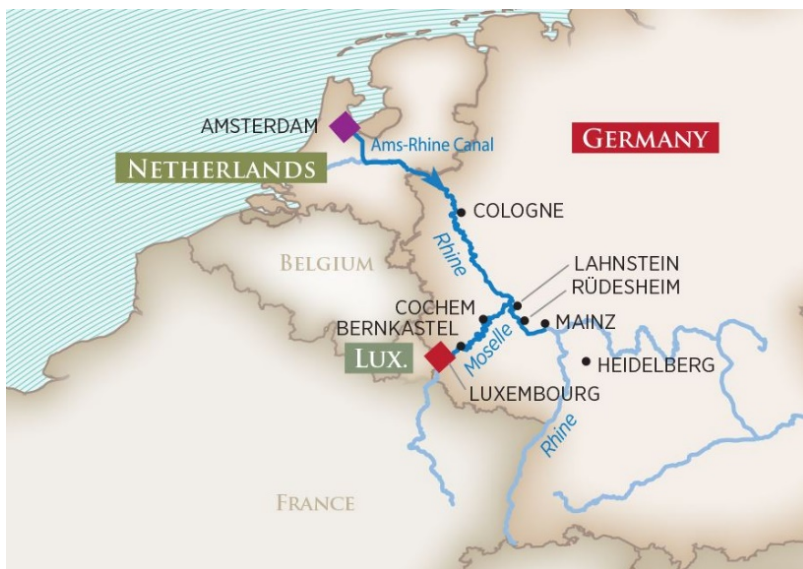 AMSTERDAM
Ams-Rhine Canal
GERMANY
NETHERLANDS
COLOGNE
Rhine
BELGIUM
LAHNSTEIN
RÜDESHEIM
COCHEM
MAINZ
BERNKASTEL
Moselle
LUX.
HEIDELBERG
LUXEMBOURG
Rhine
FRANCE